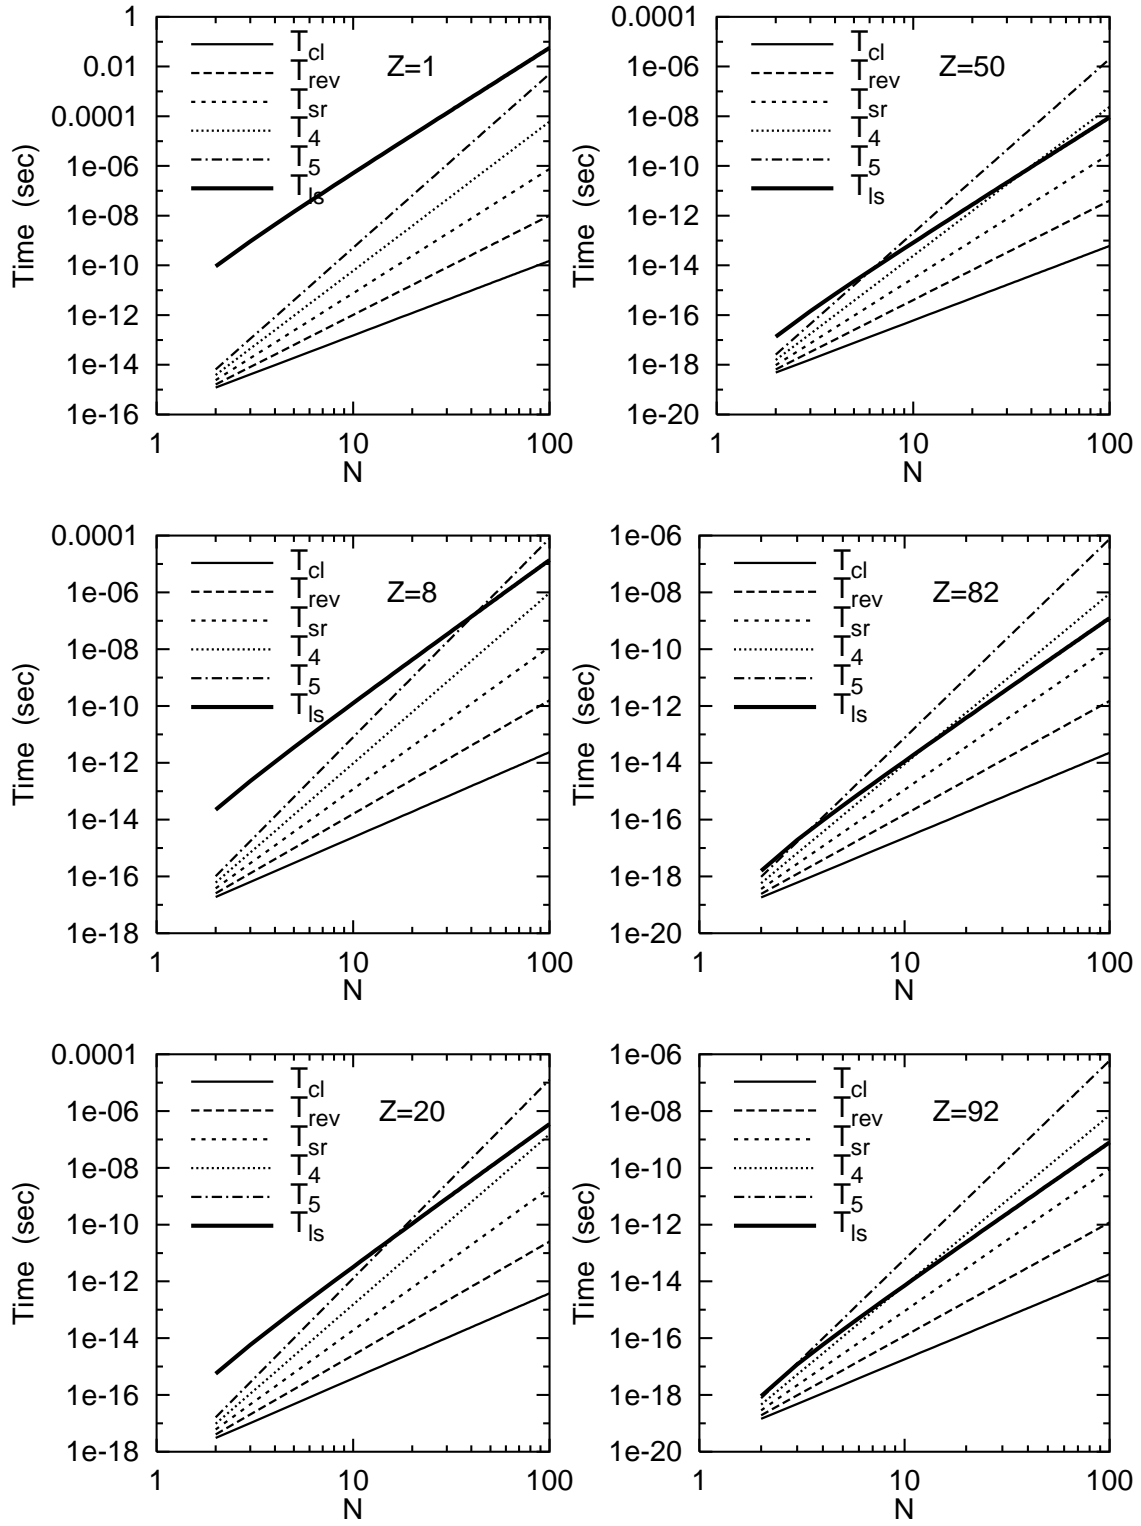 1
0.01
0.0001
1e-06
1e-08
1e-10
1e-12
1e-14
1e-16
Time (sec)
T_cl
T_rev
T_sr
T_4
T_5
T_ls
Z=1
1 10 100
N
0.0001
1e-06
1e-08
1e-10
1e-12
1e-14
1e-16
1e-18
1e-20
Time (sec)
T_cl
T_rev
T_sr
T_4
T_5
T_ls
Z=50
1 10 100
N
0.0001
1e-06
1e-08
1e-10
1e-12
1e-14
1e-16
1e-18
Time (sec)
T_cl
T_rev
T_sr
T_4
T_5
T_ls
Z=8
1 10 100
N
1e-06
1e-08
1e-10
1e-12
1e-14
1e-16
1e-18
1e-20
Time (sec)
T_cl
T_rev
T_sr
T_4
T_5
T_ls
Z=82
1 10 100
N
0.0001
1e-06
1e-08
1e-10
1e-12
1e-14
1e-16
1e-18
Time (sec)
T_cl
T_rev
T_sr
T_4
T_5
T_ls
Z=20
1 10 100
N
1e-06
1e-08
1e-10
1e-12
1e-14
1e-16
1e-18
1e-20
Time (sec)
T_cl
T_rev
T_sr
T_4
T_5
T_ls
Z=92
1 10 100
N